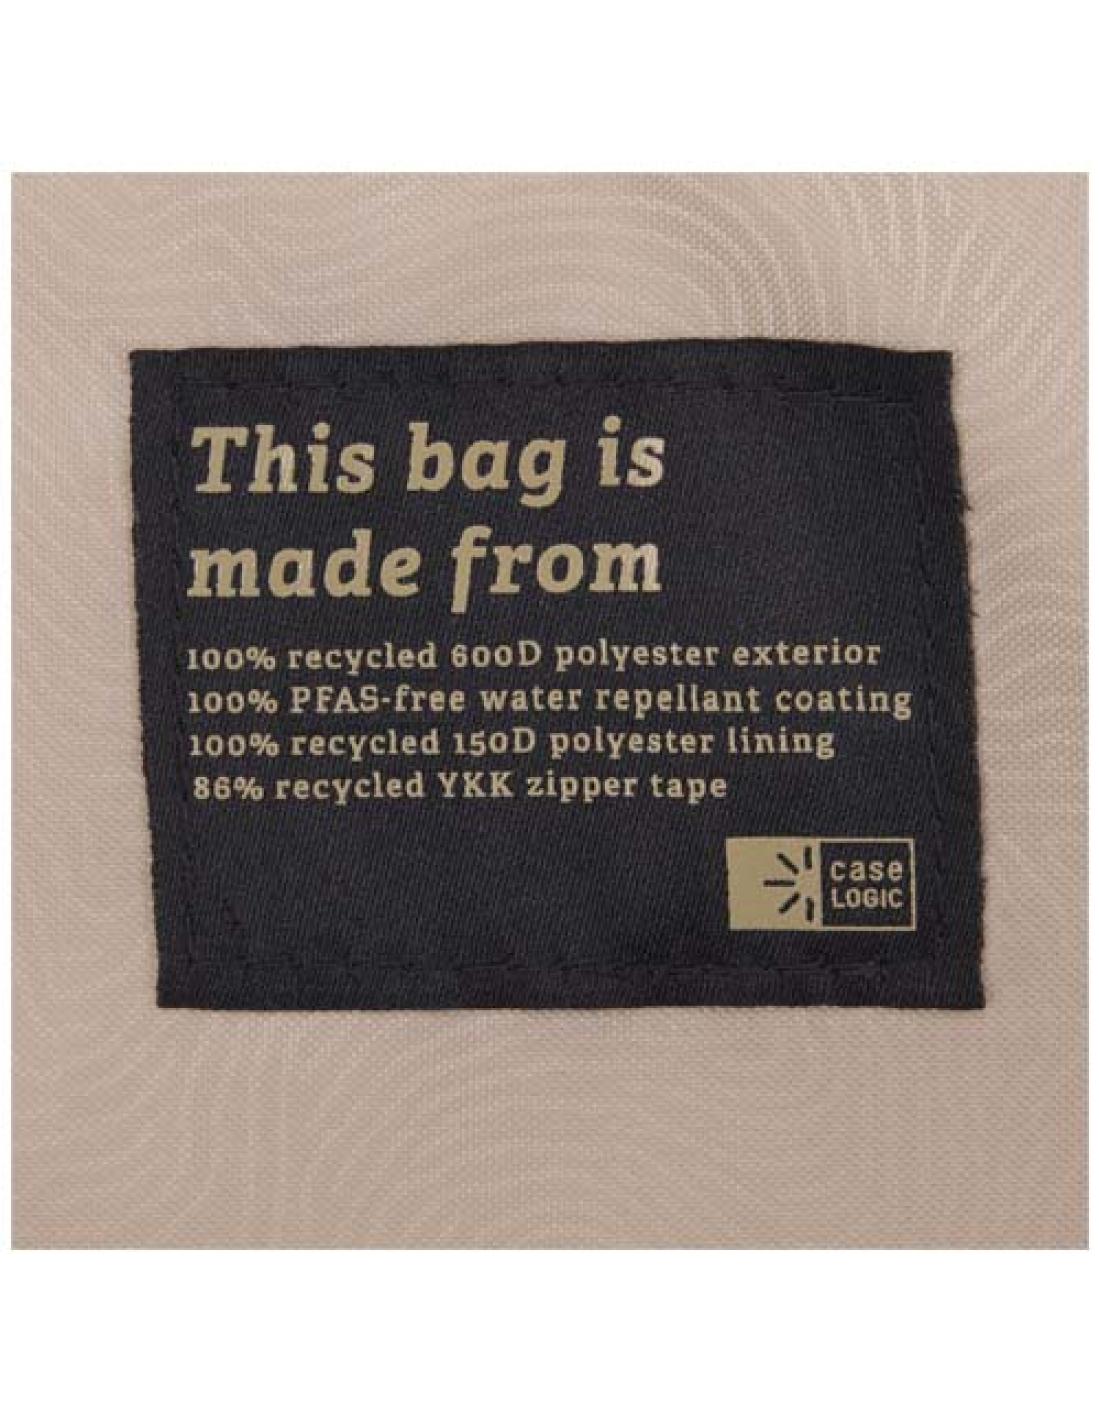 This bag is
made from
100% recycled 600D polyester exterior
100% PFAS-free water repellant coating
100% recycled 150D polyester lining
86% recycled YKK zipper tape
case
LOGIC